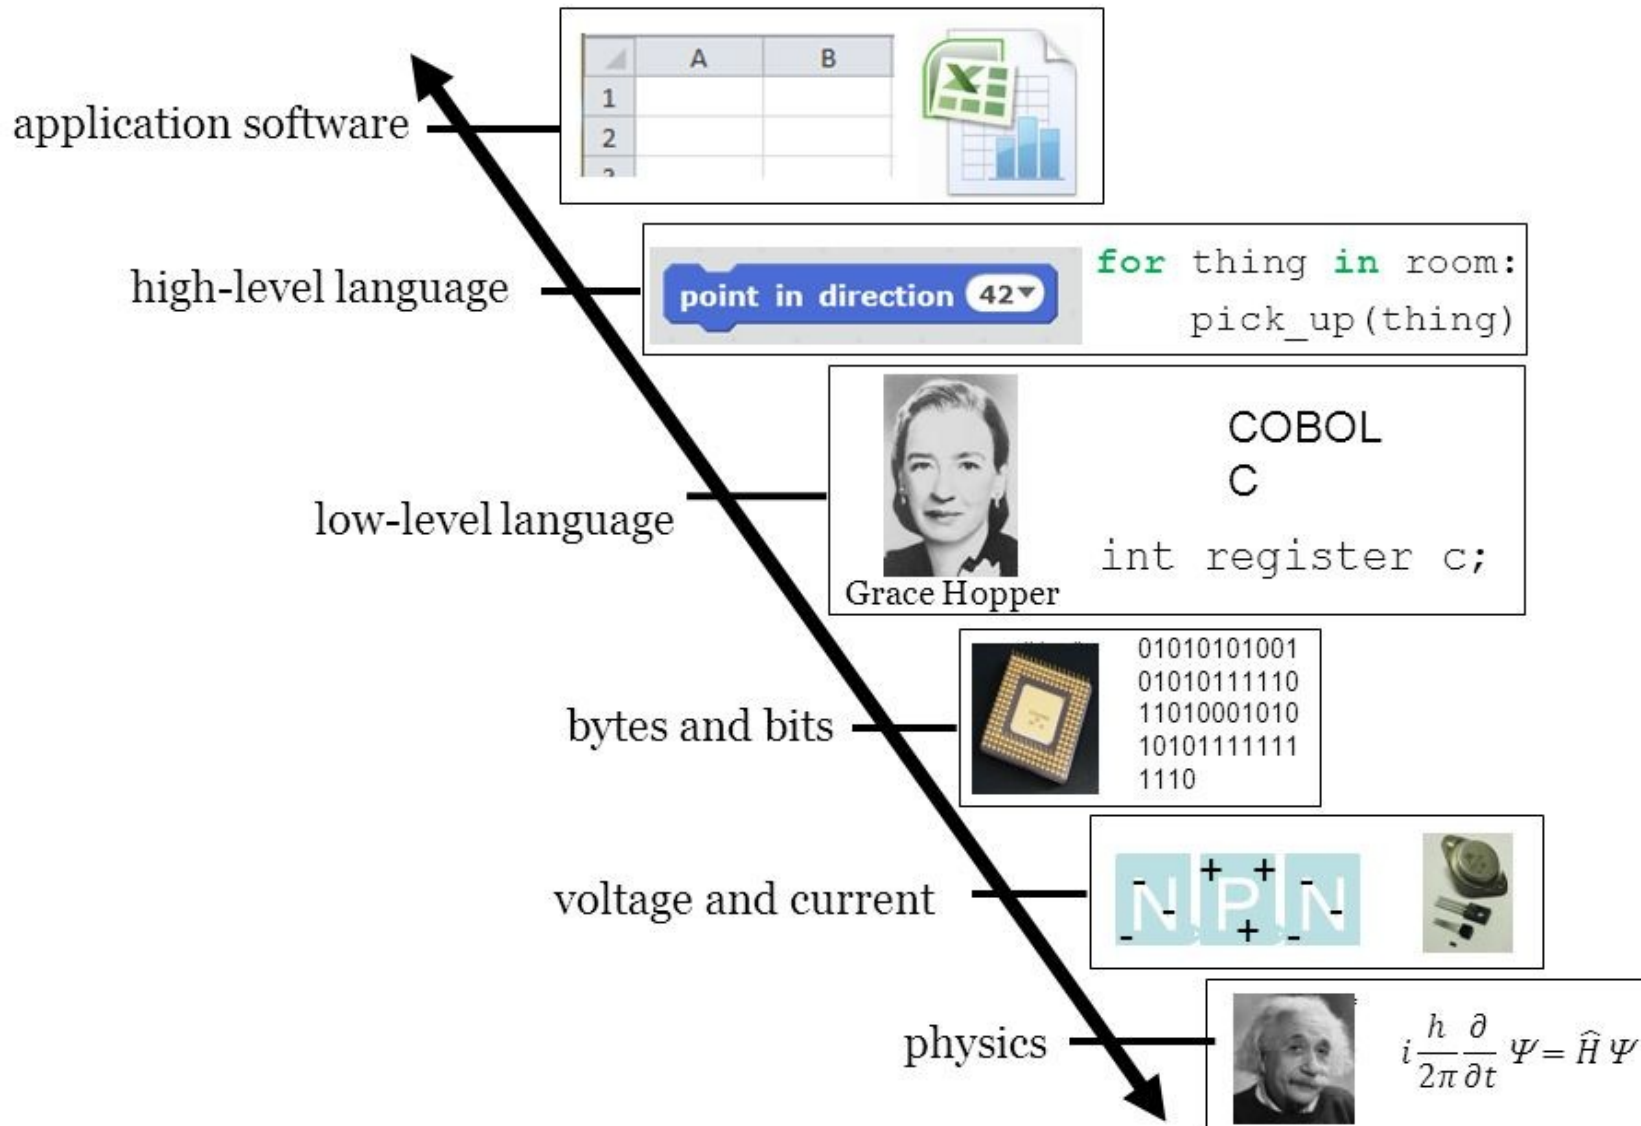 application software
A B
1
2
high-level language
point in direction 42
for thing in room:
pick_up(thing)
low-level language
COBOL
C
int register c;
Grace Hopper
bytes and bits
01010101001
01010111110
11010001010
10101111111
1110
voltage and current
- + + -
N P N
- -
- + -
physics
i h/2π ∂/∂t Ψ = Ĥ Ψ